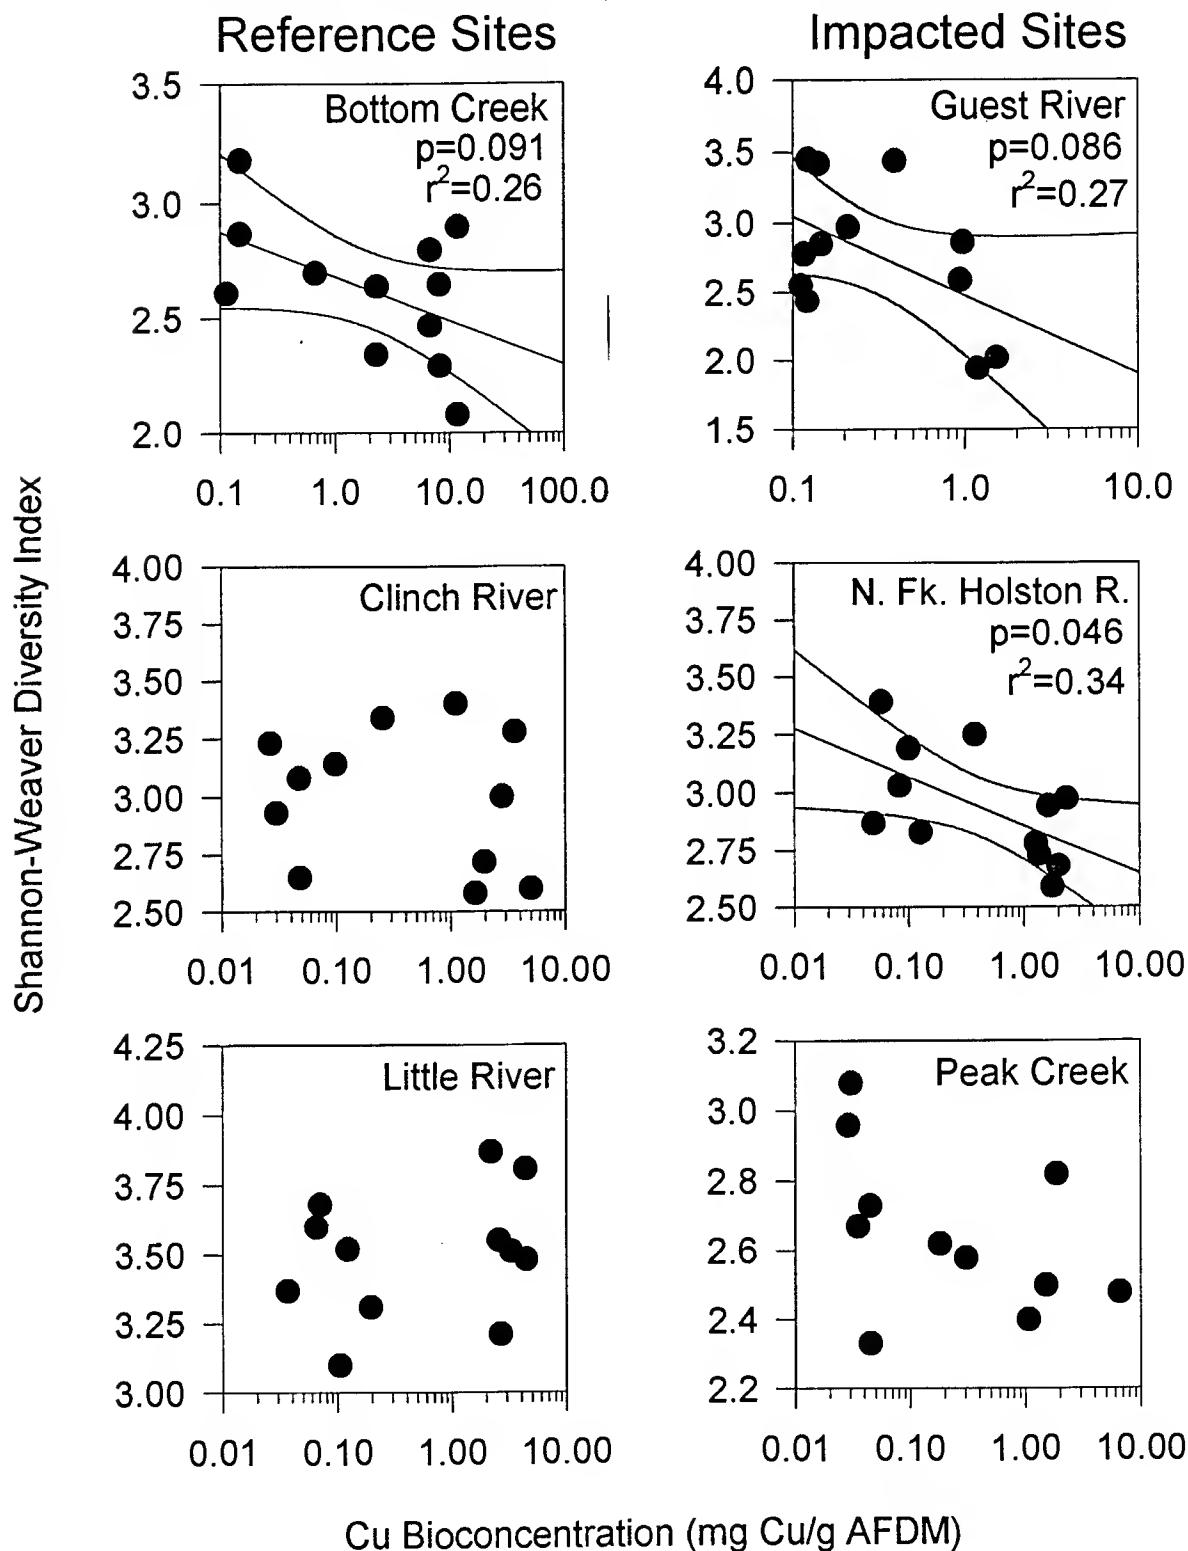 Reference Sites
Impacted Sites
Shannon-Weaver Diversity Index
3.5
3.0
2.5
2.0
0.1 1.0 10.0 100.0
Bottom Creek
p=0.091
r²=0.26
4.0
3.5
3.0
2.5
2.0
1.5
0.1 1.0 10.0
Guest River
p=0.086
r²=0.27
4.00
3.75
3.50
3.25
3.00
2.75
2.50
0.01 0.10 1.00 10.00
Clinch River
4.00
3.75
3.50
3.25
3.00
2.75
2.50
0.01 0.10 1.00 10.00
N. Fk. Holston R.
p=0.046
r²=0.34
4.25
4.00
3.75
3.50
3.25
3.00
0.01 0.10 1.00 10.00
Little River
3.2
3.0
2.8
2.6
2.4
2.2
0.01 0.10 1.00 10.00
Peak Creek
Cu Bioconcentration (mg Cu/g AFDM)